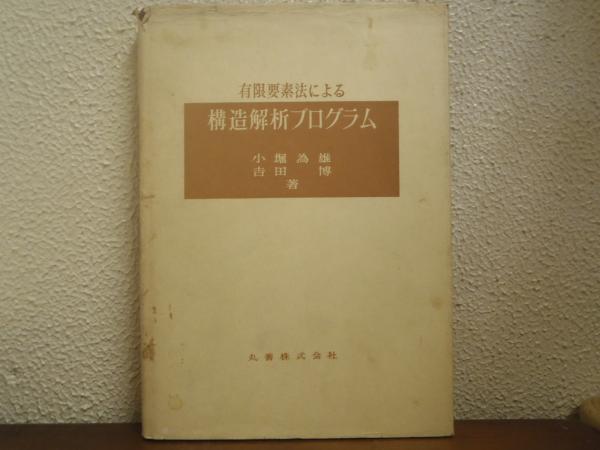 有限要素法による
構造解析プログラム
小堀為雄
吉田 博
著
丸善株式会社